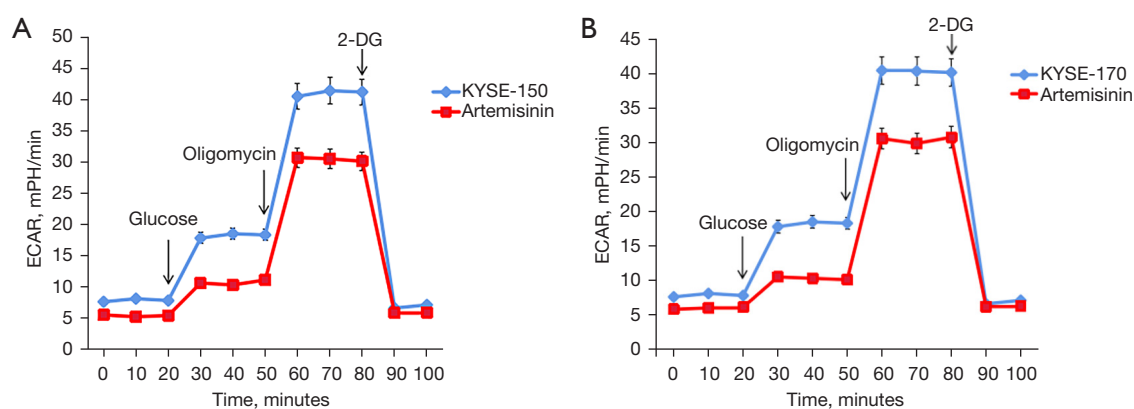 A
50
45
40
35
30
25
20
15
10
5
0
ECAR, mPH/min
2-DG
Oligomycin
Glucose
KYSE-150
Artemisinin
0 10 20 30 40 50 60 70 80 90 100
Time, minutes
B
45
40
35
30
25
20
15
10
5
0
ECAR, mPH/min
2-DG
Oligomycin
Glucose
KYSE-170
Artemisinin
0 10 20 30 40 50 60 70 80 90 100
Time, minutes